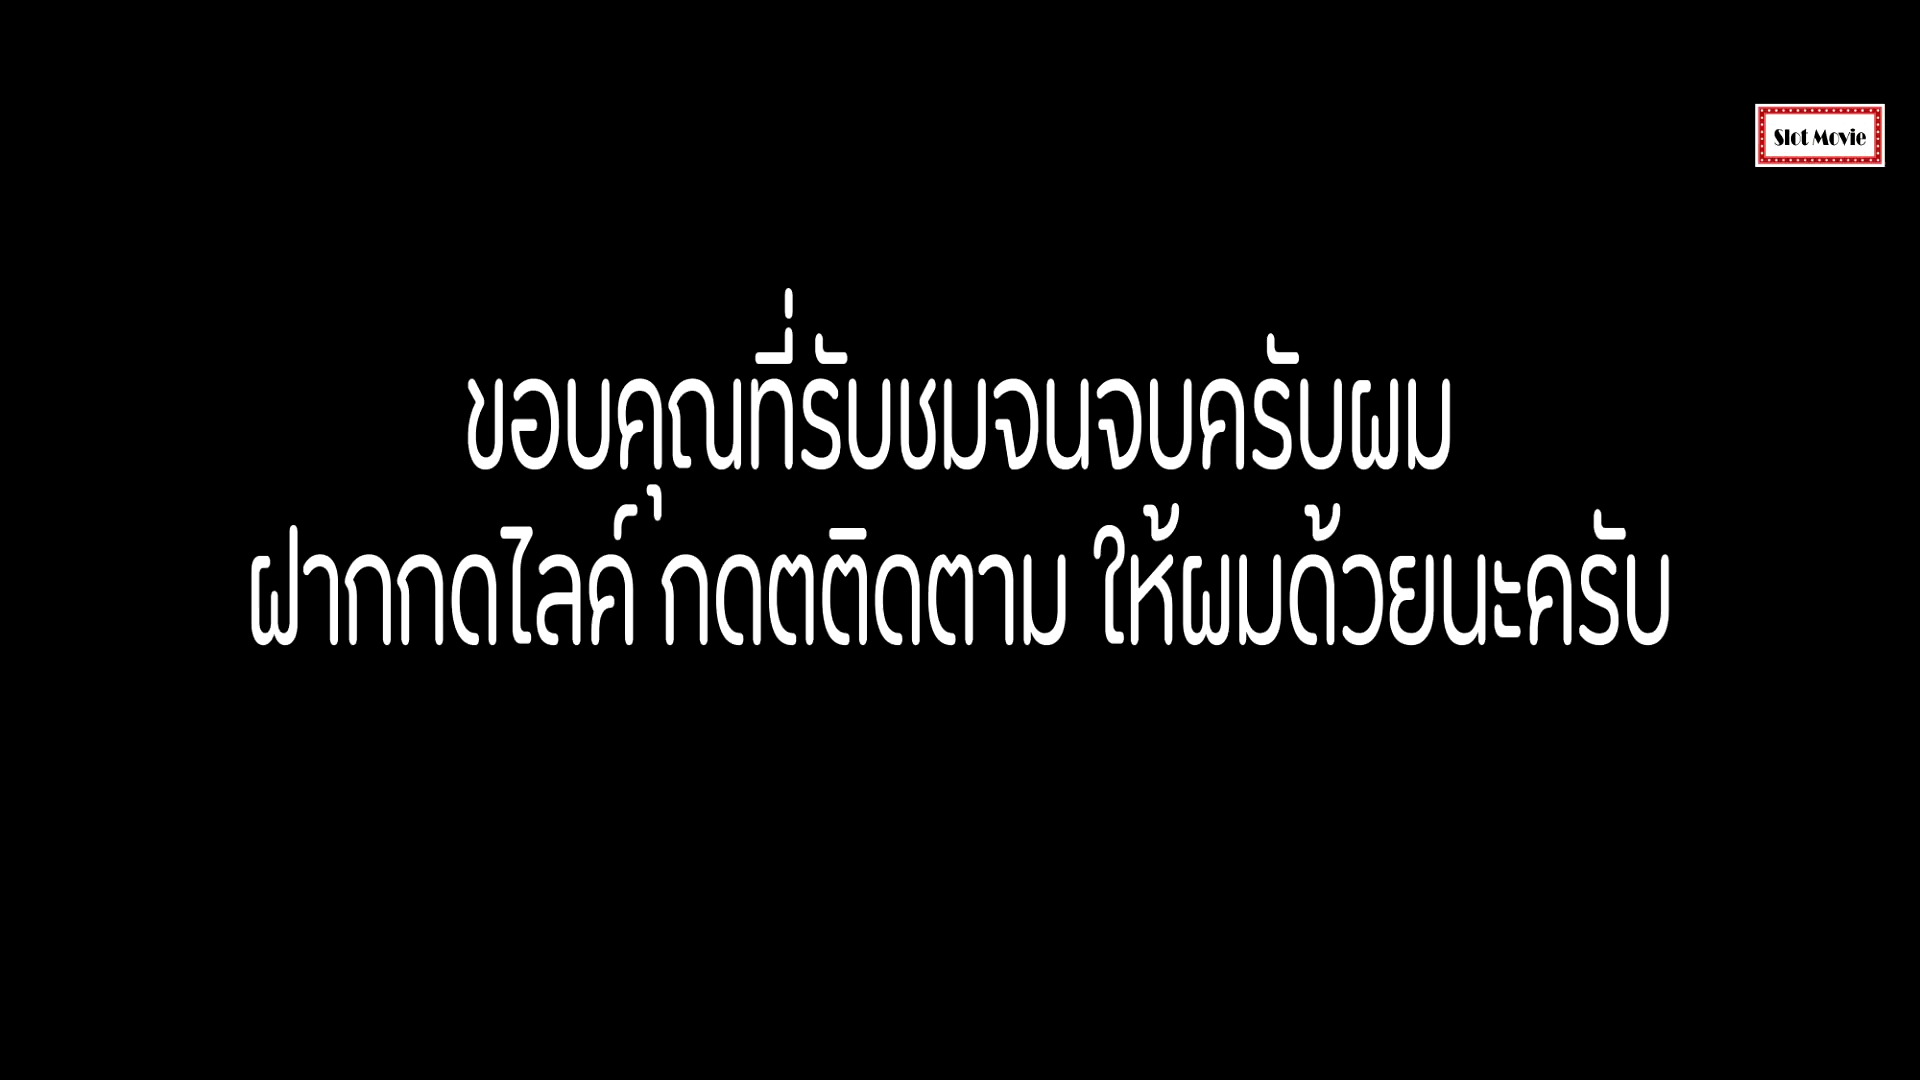 Slot Movie
ขอบคุณที่รับชมจนจบครับผม
ฝากกดไลค์ กดตติดตาม ให้ผมด้วยนะครับ